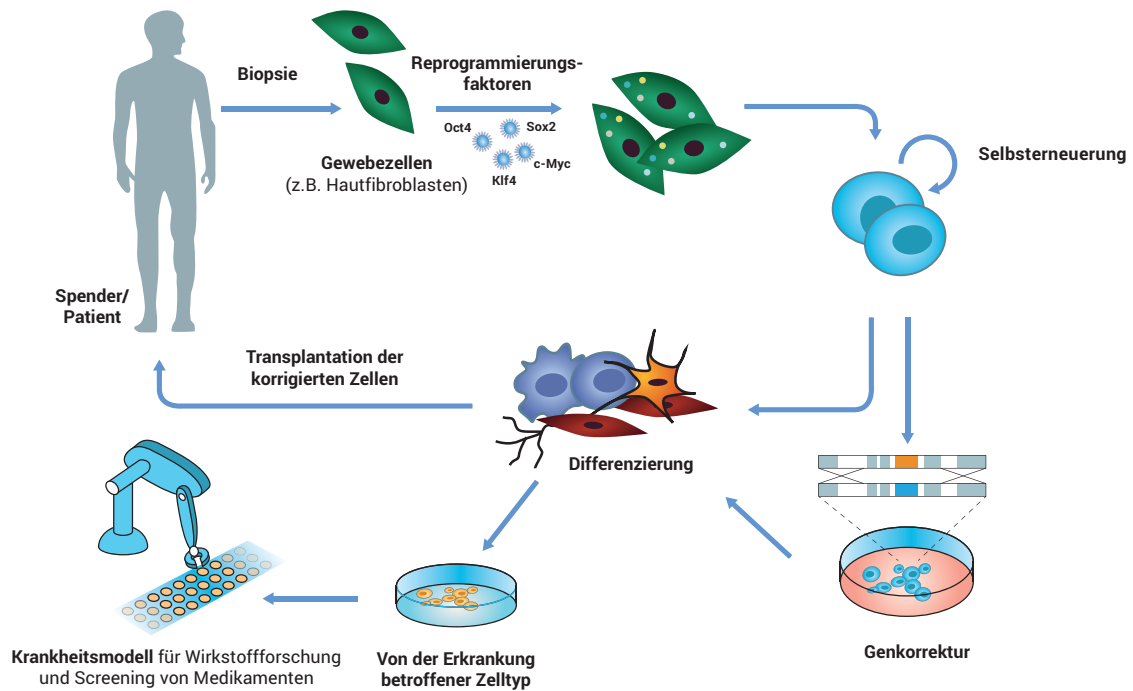 Biopsie
Reprogrammierungs-
faktoren
Oct4
Sox2
c-Myc
Klf4
Gewebezellen
(z.B. Hautfibroblasten)
Selbsterneuerung
Spender/
Patient
Transplantation der
korrigierten Zellen
Differenzierung
Genkorrektur
Von der Erkrankung
betroffener Zelltyp
Krankheitsmodell für Wirkstoffforschung
und Screening von Medikamenten